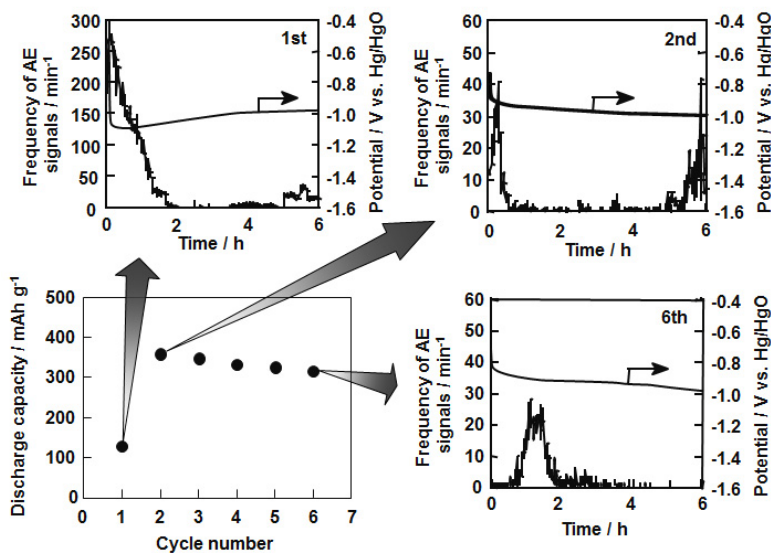 1st
Frequency of AE signals / min-1
300
250
200
150
100
50
0
-0.4
-0.6
-0.8
-1.0
-1.2
-1.4
-1.6
Potential / V vs. Hg/HgO
0 2 4 6
Time / h
2nd
Frequency of AE signals / min-1
60
50
40
30
20
10
0
-0.4
-0.6
-0.8
-1.0
-1.2
-1.4
-1.6
Potential / V vs. Hg/HgO
0 2 4 6
Time / h
Discharge capacity / mAh g-1
500
400
300
200
100
0
0 1 2 3 4 5 6 7
Cycle number
6th
Frequency of AE signals / min-1
60
50
40
30
20
10
0
-0.4
-0.6
-0.8
-1.0
-1.2
-1.4
-1.6
Potential / V vs. Hg/HgO
0 2 4 6
Time / h